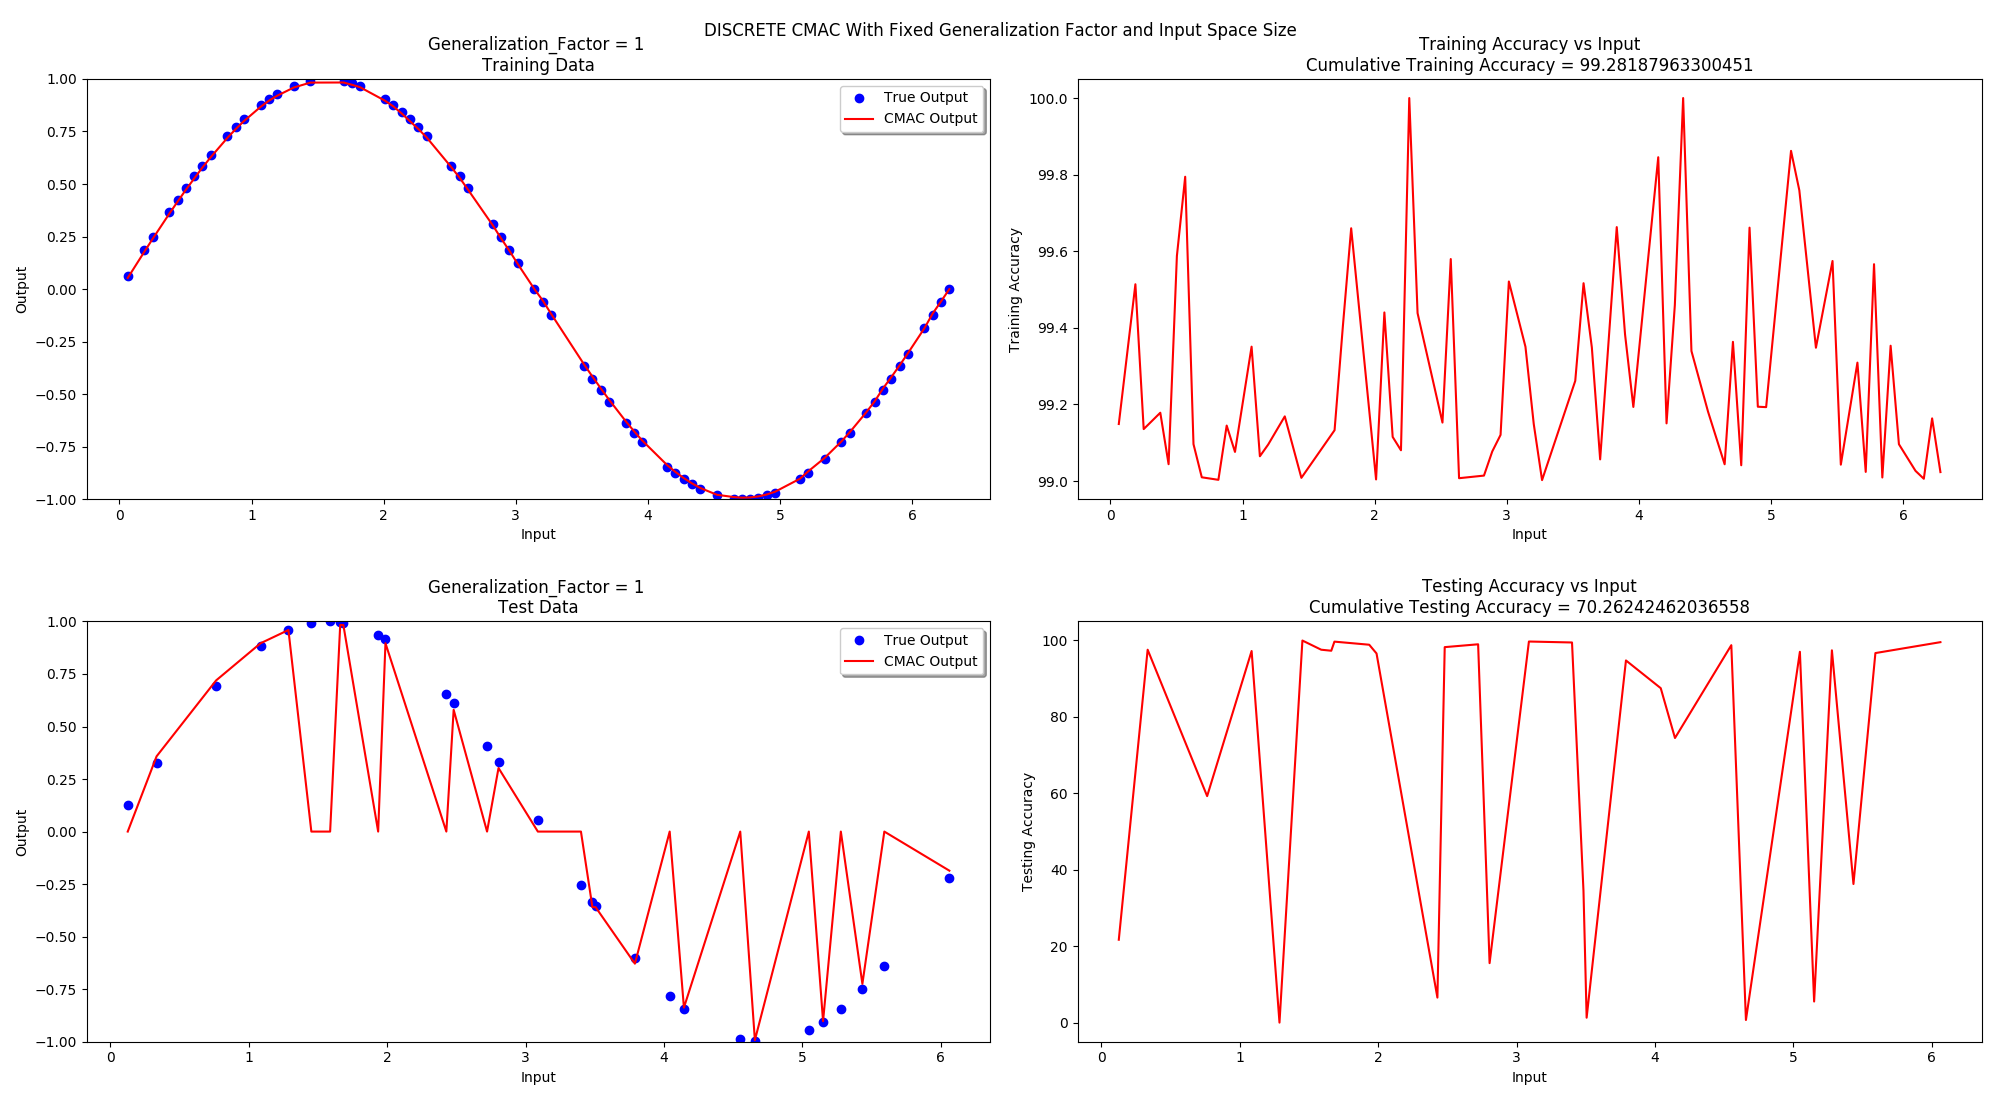 DISCRETE CMAC With Fixed Generalization Factor and Input Space Size
Generalization_Factor = 1
Training Data
1.00
0.75
0.50
0.25
0.00
−0.25
−0.50
−0.75
−1.00
Output
True Output
CMAC Output
0 1 2 3 4 5 6
Input
Training Accuracy vs Input
Cumulative Training Accuracy = 99.28187963300451
100.0
99.8
99.6
99.4
99.2
99.0
Training Accuracy
0 1 2 3 4 5 6
Input
Generalization_Factor = 1
Test Data
1.00
0.75
0.50
0.25
0.00
−0.25
−0.50
−0.75
−1.00
Output
True Output
CMAC Output
0 1 2 3 4 5 6
Input
Testing Accuracy vs Input
Cumulative Testing Accuracy = 70.26242462036558
100
80
60
40
20
0
Testing Accuracy
0 1 2 3 4 5 6
Input